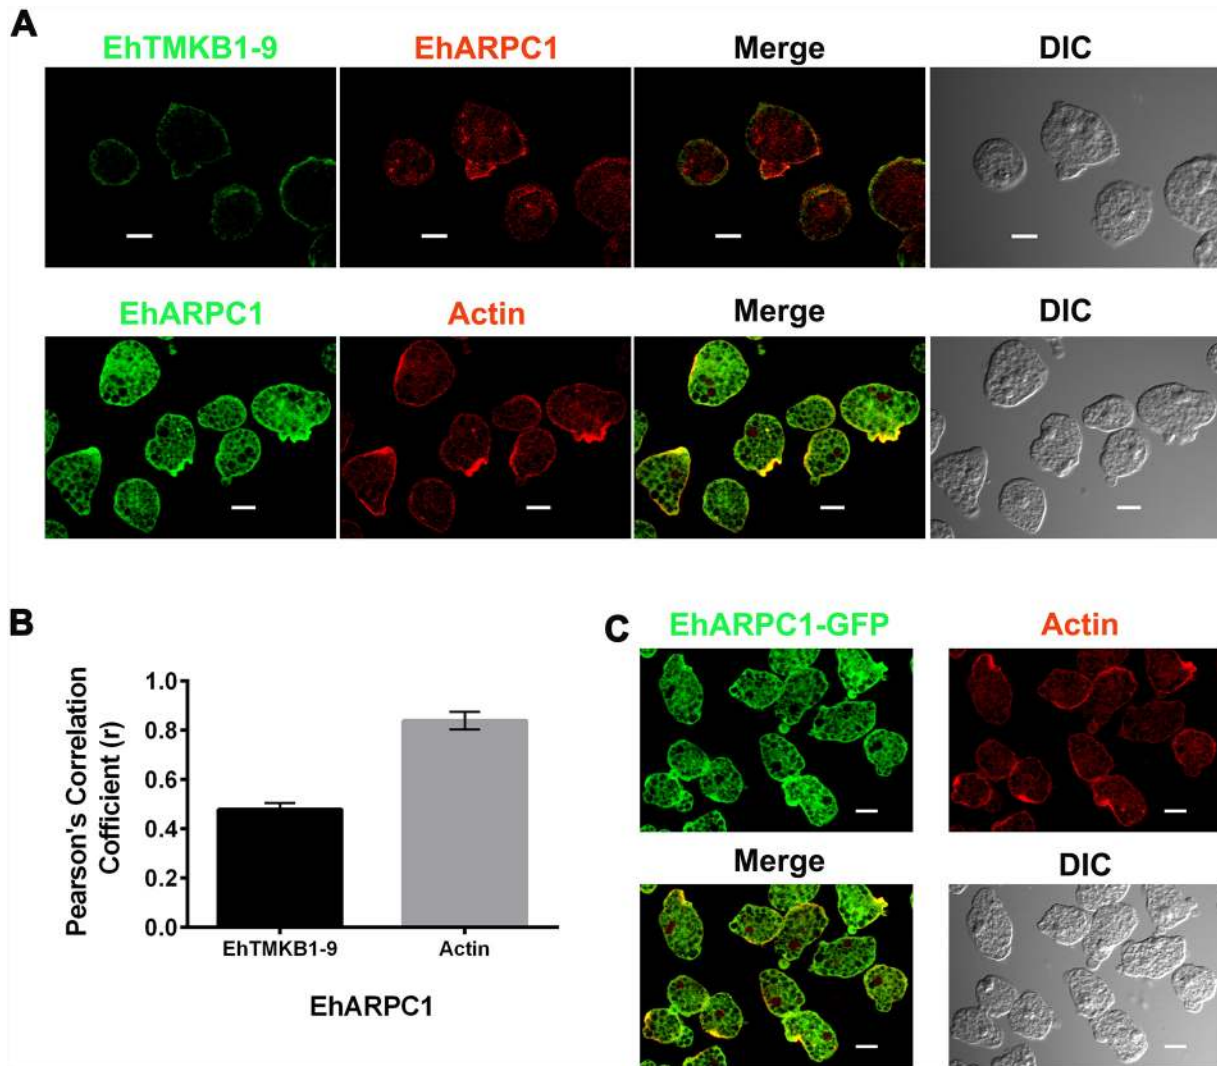 A
EhTMKB1-9 EhARPC1 Merge DIC
EhARPC1 Actin Merge DIC
B
Pearson's Correlation
Cofficient (r)
1.0
0.8
0.6
0.4
0.2
0.0
EhTMKB1-9 Actin
EhARPC1
C
EhARPC1-GFP Actin
Merge DIC